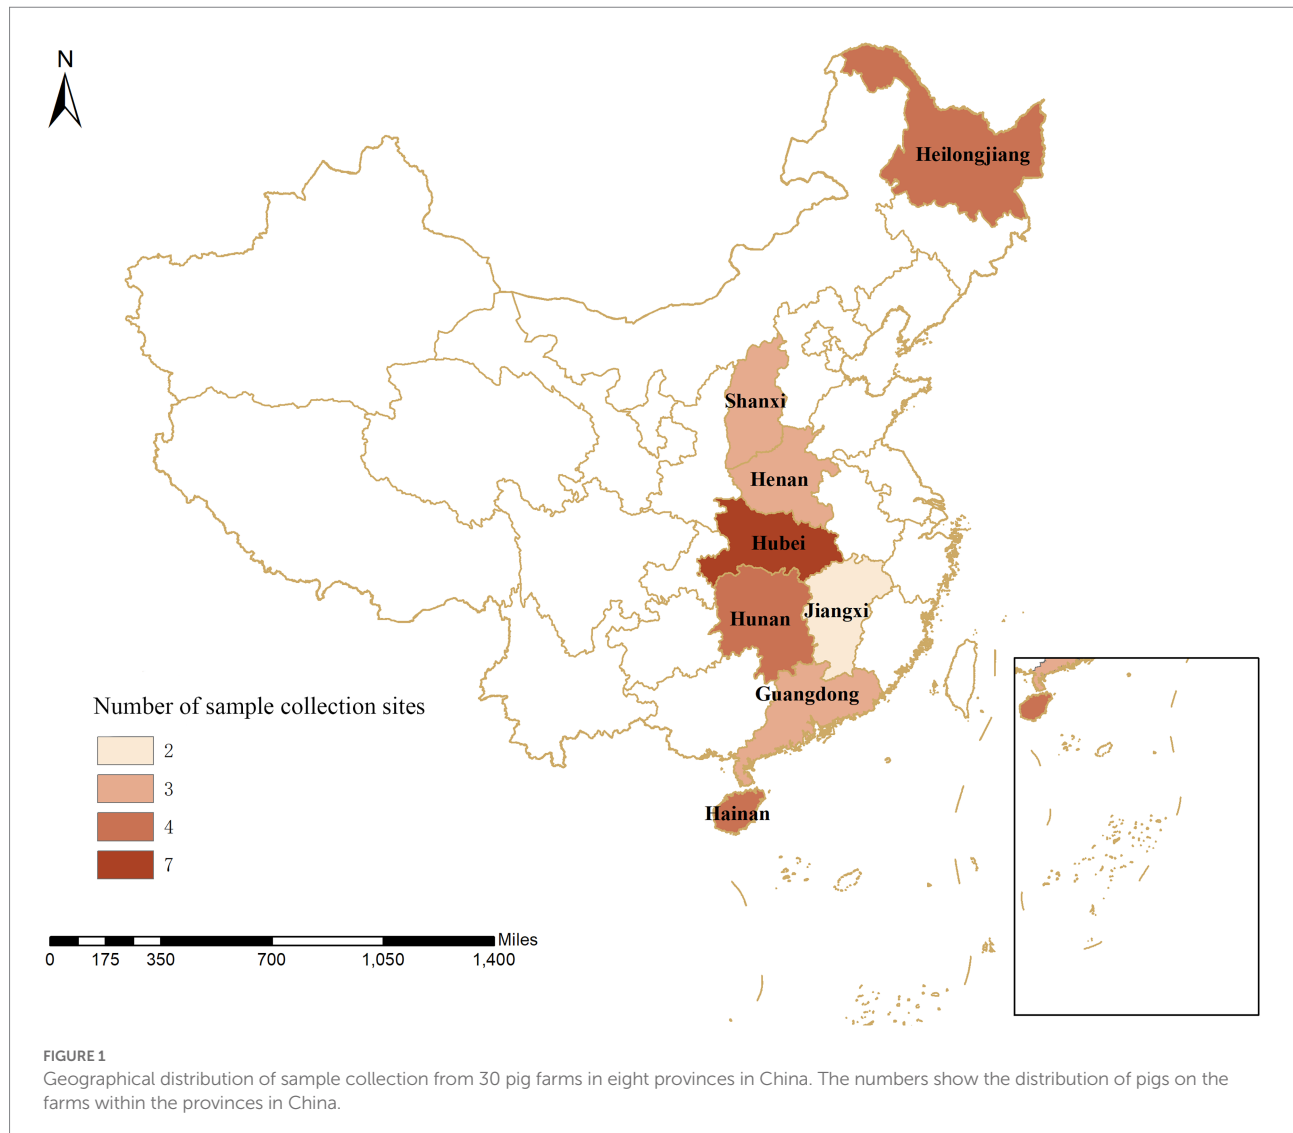 N
Heilongjiang
Shanxi
Henan
Hubei
Jiangxi
Hunan
Guangdong
Hainan
Number of sample collection sites
2
3
4
7
Miles
0 175 350 700 1,050 1,400
FIGURE 1
Geographical distribution of sample collection from 30 pig farms in eight provinces in China. The numbers show the distribution of pigs on the
farms within the provinces in China.